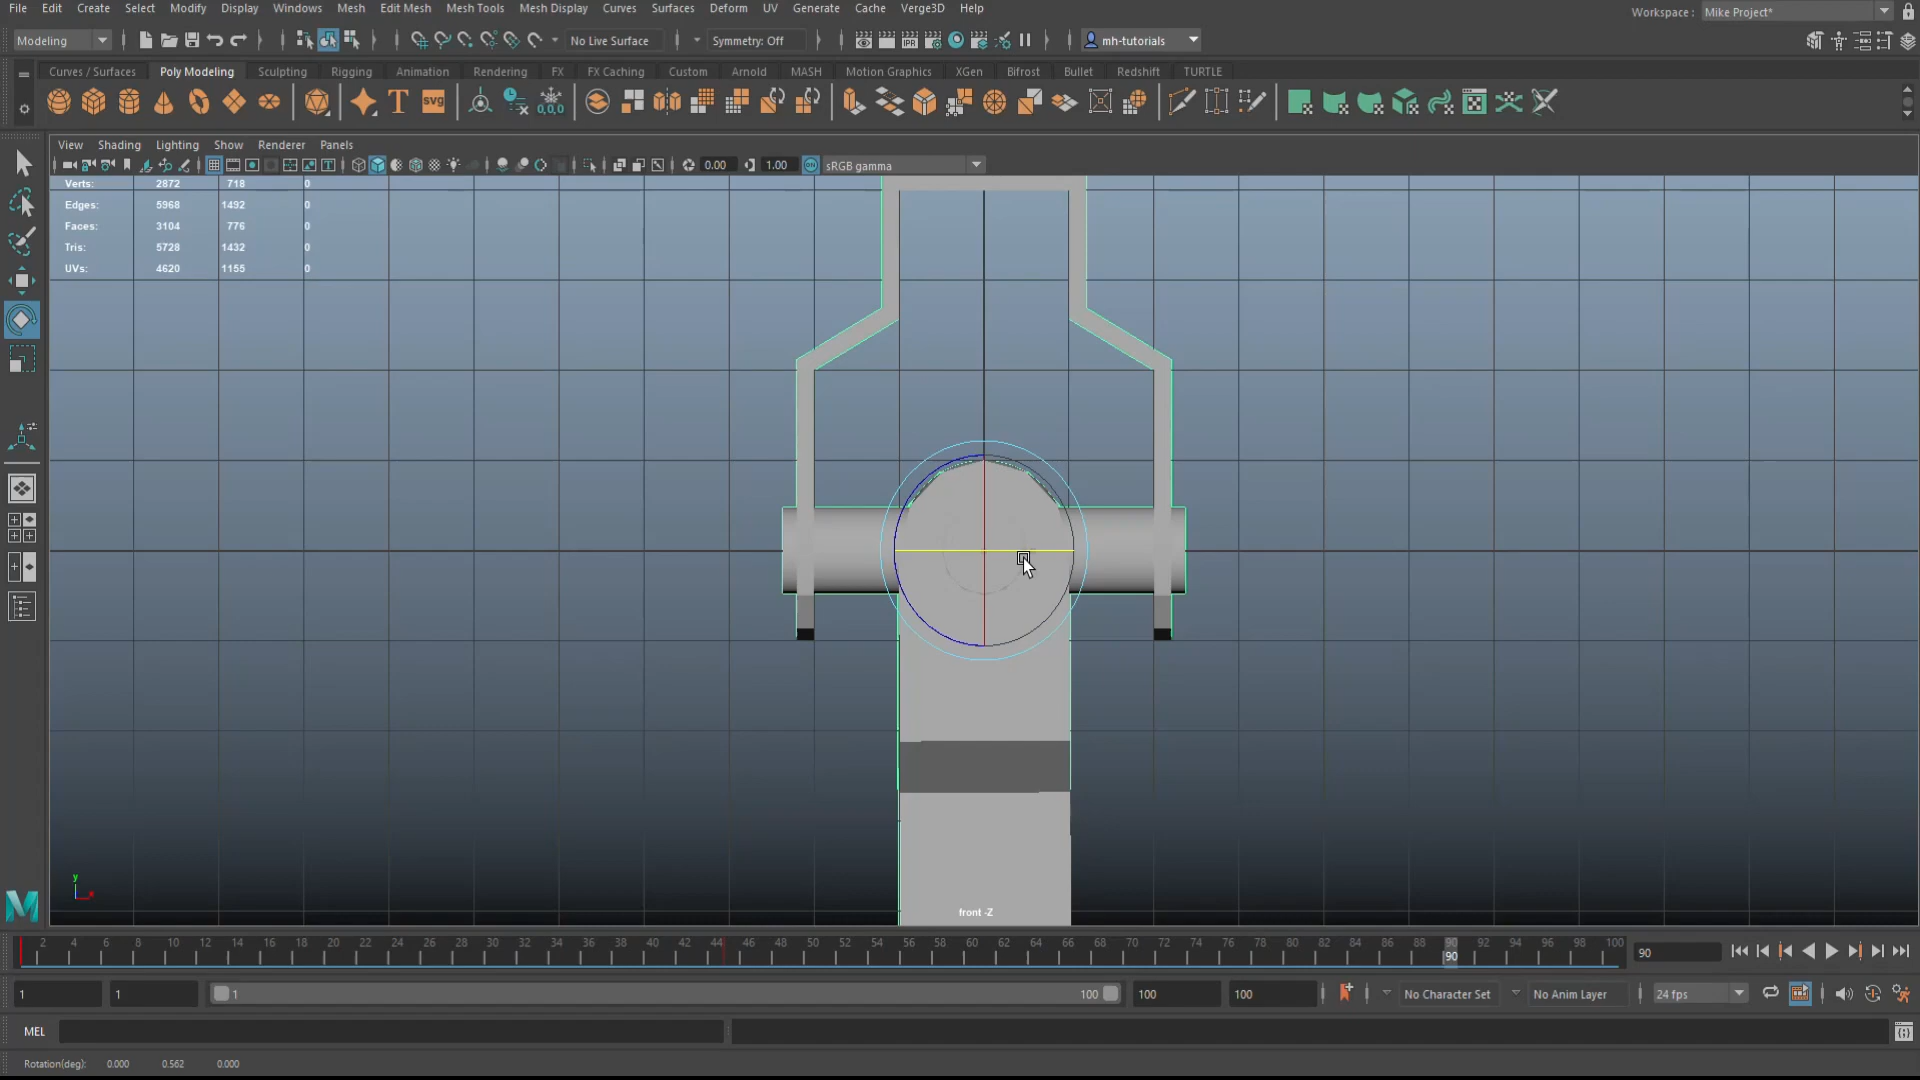 File Edit Create Select Modify Display Windows Mesh Edit Mesh Mesh Tools Mesh Display Curves Surfaces Deform UV Generate Cache Verge3D Help
Workspace : Mike Project*
Modeling
No Live Surface
Symmetry: Off
IPR
mh-tutorials
Curves / Surfaces Poly Modeling Sculpting Rigging Animation Rendering FX FX Caching Custom Arnold MASH Motion Graphics XGen Bifrost Bullet Redshift TURTLE
T SVG 0,0,0
View Shading Lighting Show Renderer Panels
0.00 1.00 ON sRGB gamma
Verts: 2872 718 0
Edges: 5968 1492 0
Faces: 3104 776 0
Tris: 5728 1432 0
UVs: 4620 1155 0
y
x
front -Z
2 4 6 8 10 12 14 16 18 20 22 24 26 28 30 32 34 36 38 40 42 44 46 48 50 52 54 56 58 60 62 64 66 68 70 72 74 76 78 80 82 84 86 88 90 92 94 96 98 100
90
90
1 1 1 100 100 100 No Character Set No Anim Layer 24 fps
MEL
Rotation(deg): 0.000 0.562 0.000